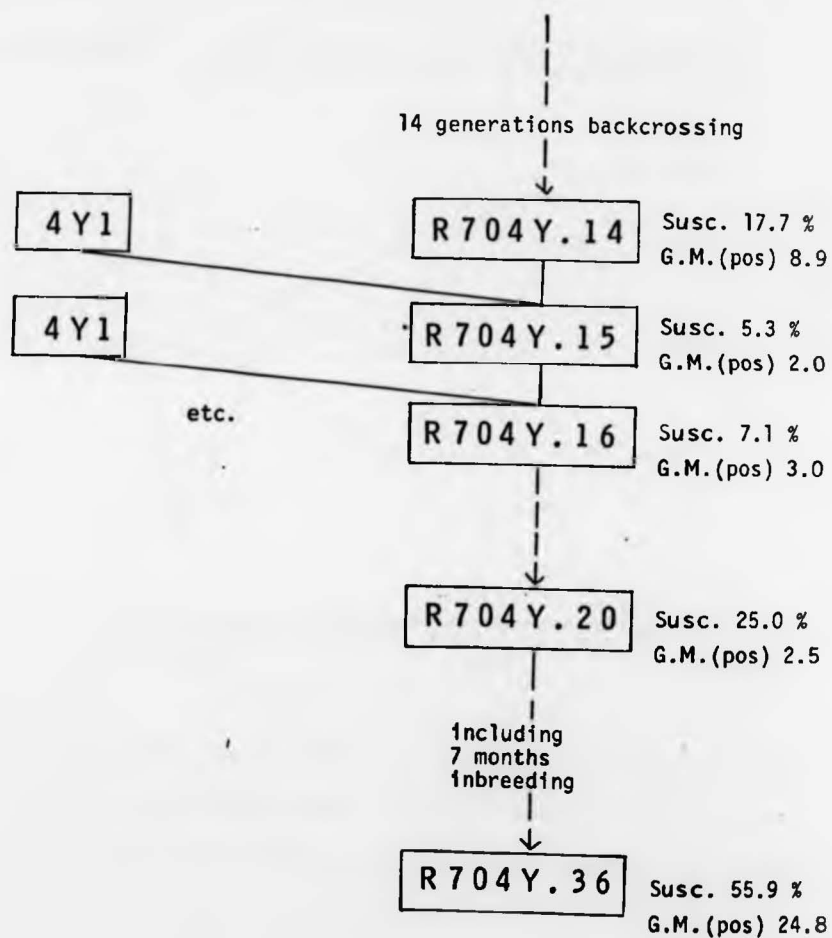 14 generations backcrossing
4Y1
R704Y.14
Susc. 17.7 %
G.M.(pos) 8.9
4Y1
R704Y.15
Susc. 5.3 %
G.M.(pos) 2.0
etc.
R704Y.16
Susc. 7.1 %
G.M.(pos) 3.0
R704Y.20
Susc. 25.0 %
G.M.(pos) 2.5
including
7 months
inbreeding
R704Y.36
Susc. 55.9 %
G.M.(pos) 24.8